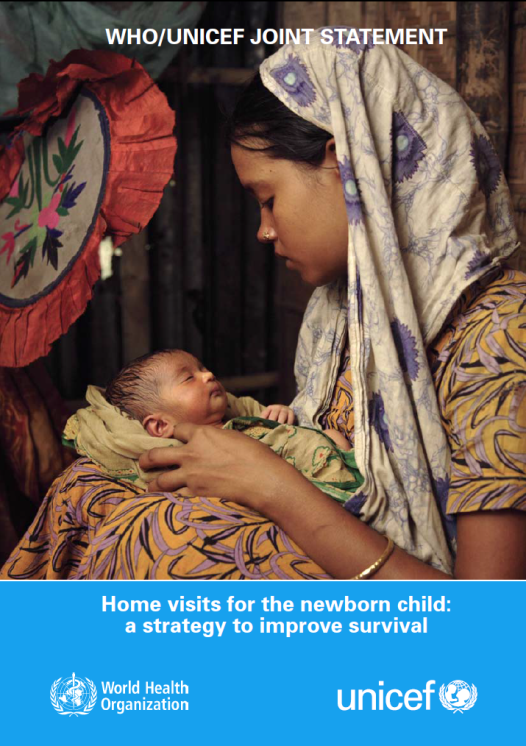 WHO/UNICEF JOINT STATEMENT
Home visits for the newborn child:
a strategy to improve survival
World Health
Organization
unicef